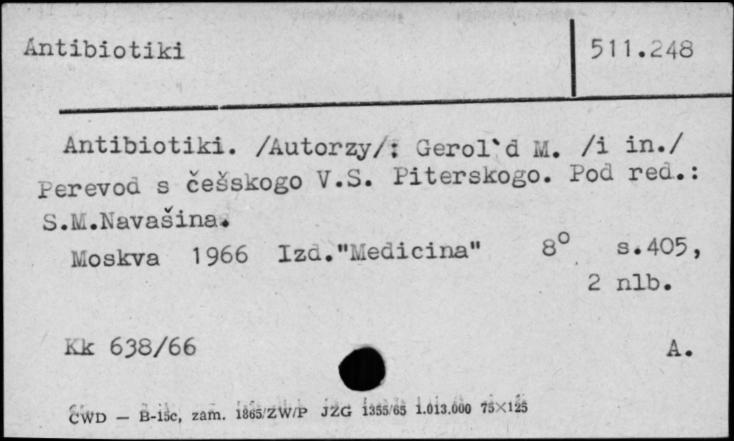 Antibiotiki
511.248
Antibiotiki. /Autorzy/: Gerol`d M. /i in./
Perevod s češskogo V.S. Piterskogo. Pod red.:
S.M.Navašina.
Moskva 1966 Izd."Medicina" 8° s.405,
2 nlb.
Kk 638/66
A.
CWD — B-15c, zam. 1865/ZW/P JZG 1355/65 1.013.000 75×125